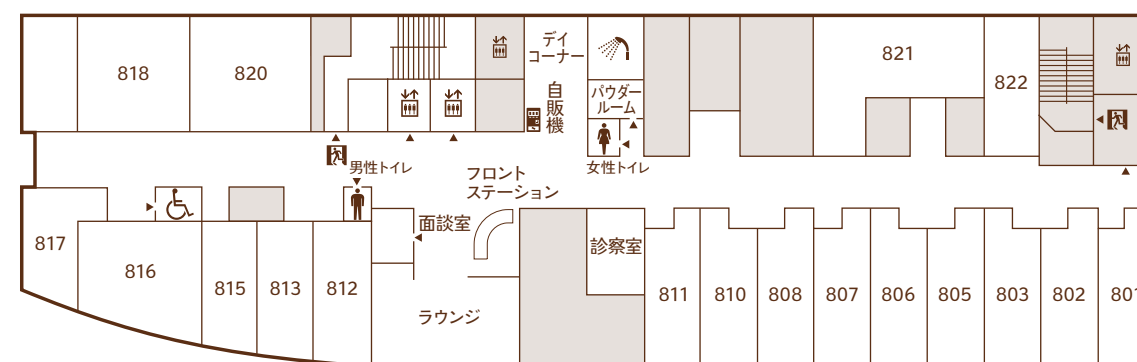 818
820
デイ
コーナー
自販機
パウダー
ルーム
821
822
男性トイレ
フロント
ステーション
女性トイレ
面談室
診察室
817
816
815
813
812
ラウンジ
811
810
808
807
806
805
803
802
801